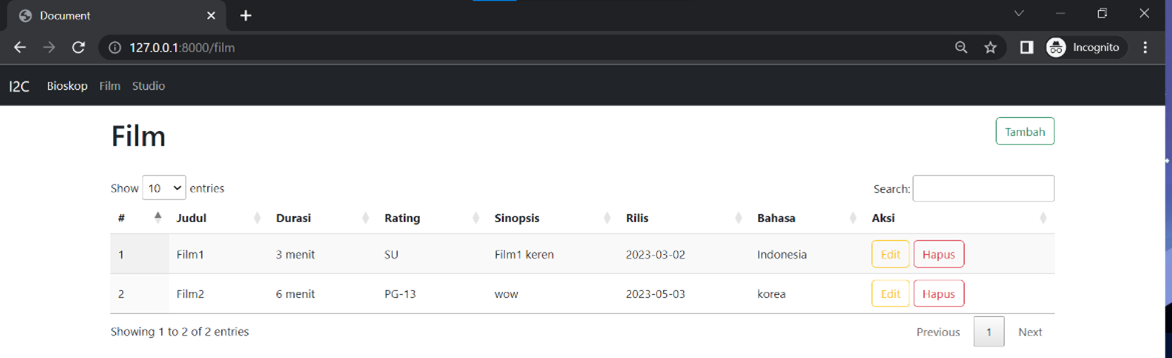 Document
127.0.0.1:8000/film
Incognito
I2C Bioskop Film Studio
Film
Tambah
Show 10 entries
Search:
# Judul Durasi Rating Sinopsis Rilis Bahasa Aksi
1 Film1 3 menit SU Film1 keren 2023-03-02 Indonesia Edit Hapus
2 Film2 6 menit PG-13 wow 2023-05-03 korea Edit Hapus
Showing 1 to 2 of 2 entries
Previous 1 Next